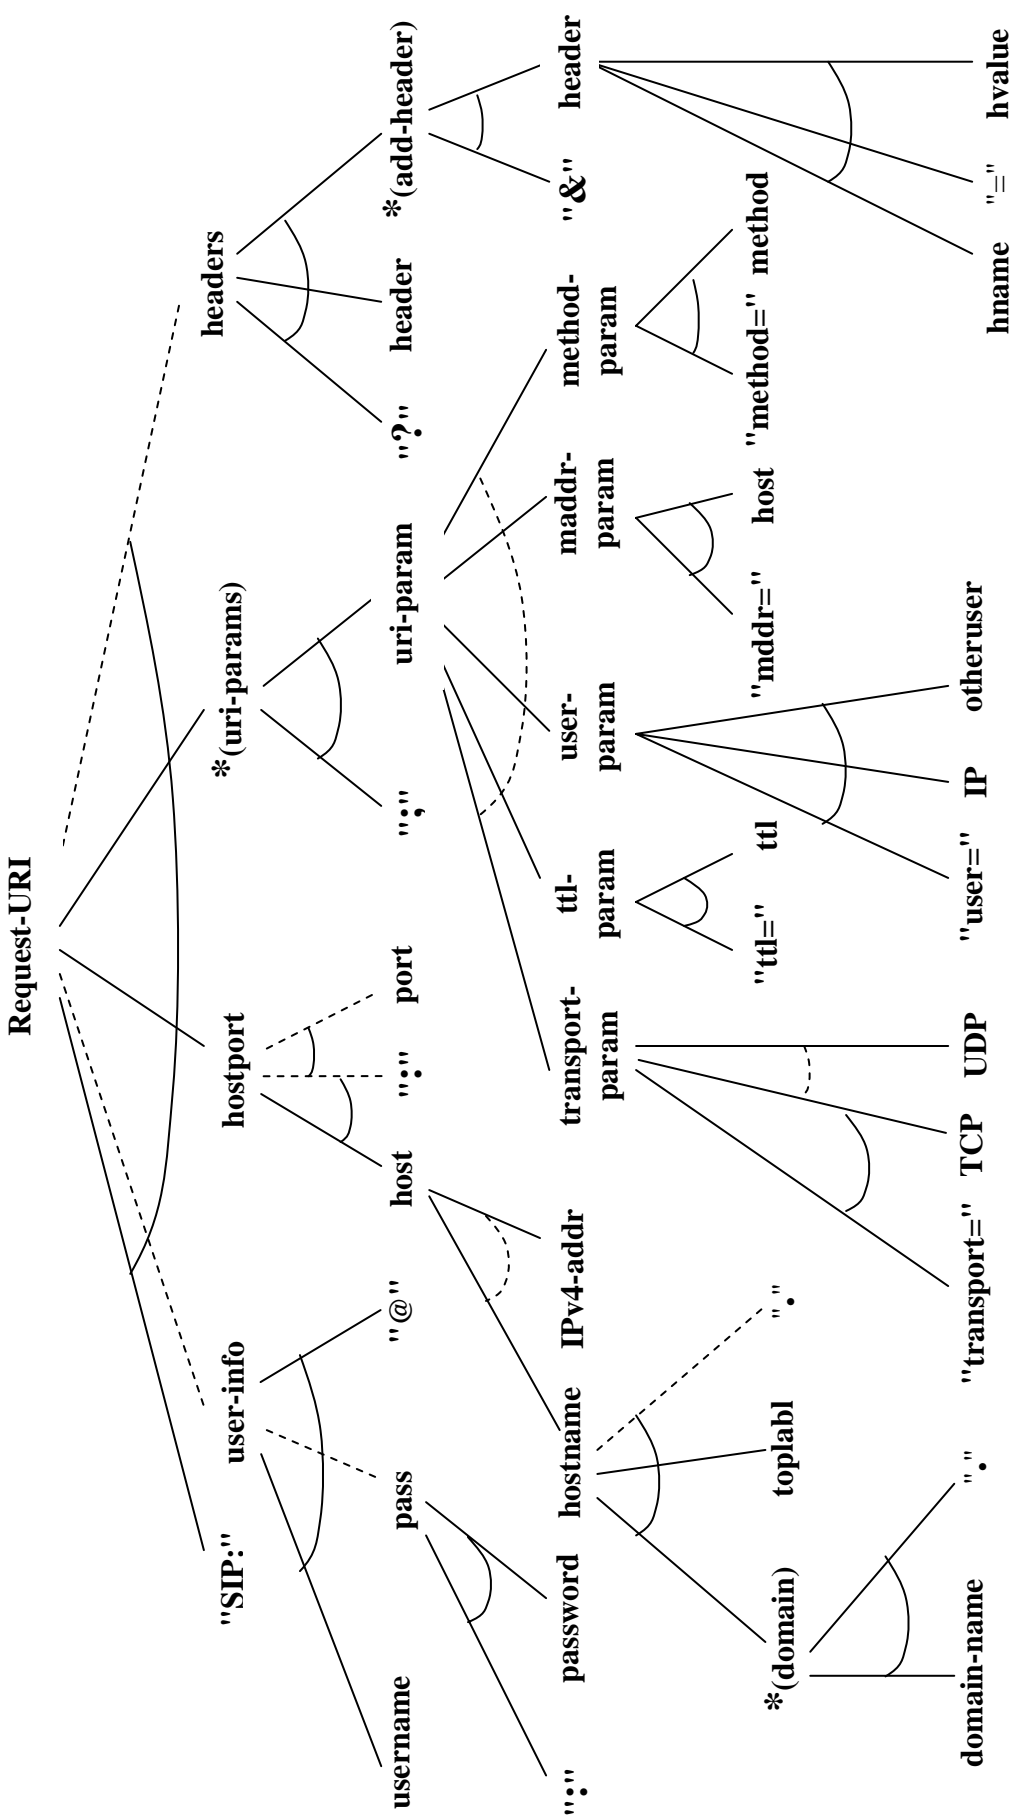 Request-URI
"SIP:"
user-info
hostport
*(uri-params)
headers
username
pass
"@"
host
":"
port
";"
uri-param
"?"
header
*(add-header)
":"
password
hostname
IPv4-addr
transport-
param
ttl-
param
user-
param
maddr-
param
method-
param
"&"
header
*(domain)
toplabl
"."
"ttl="
ttl
"mddr="
host
"method="
method
domain-name
"."
"transport="
TCP
UDP
"user="
IP
otheruser
hname
"="
hvalue